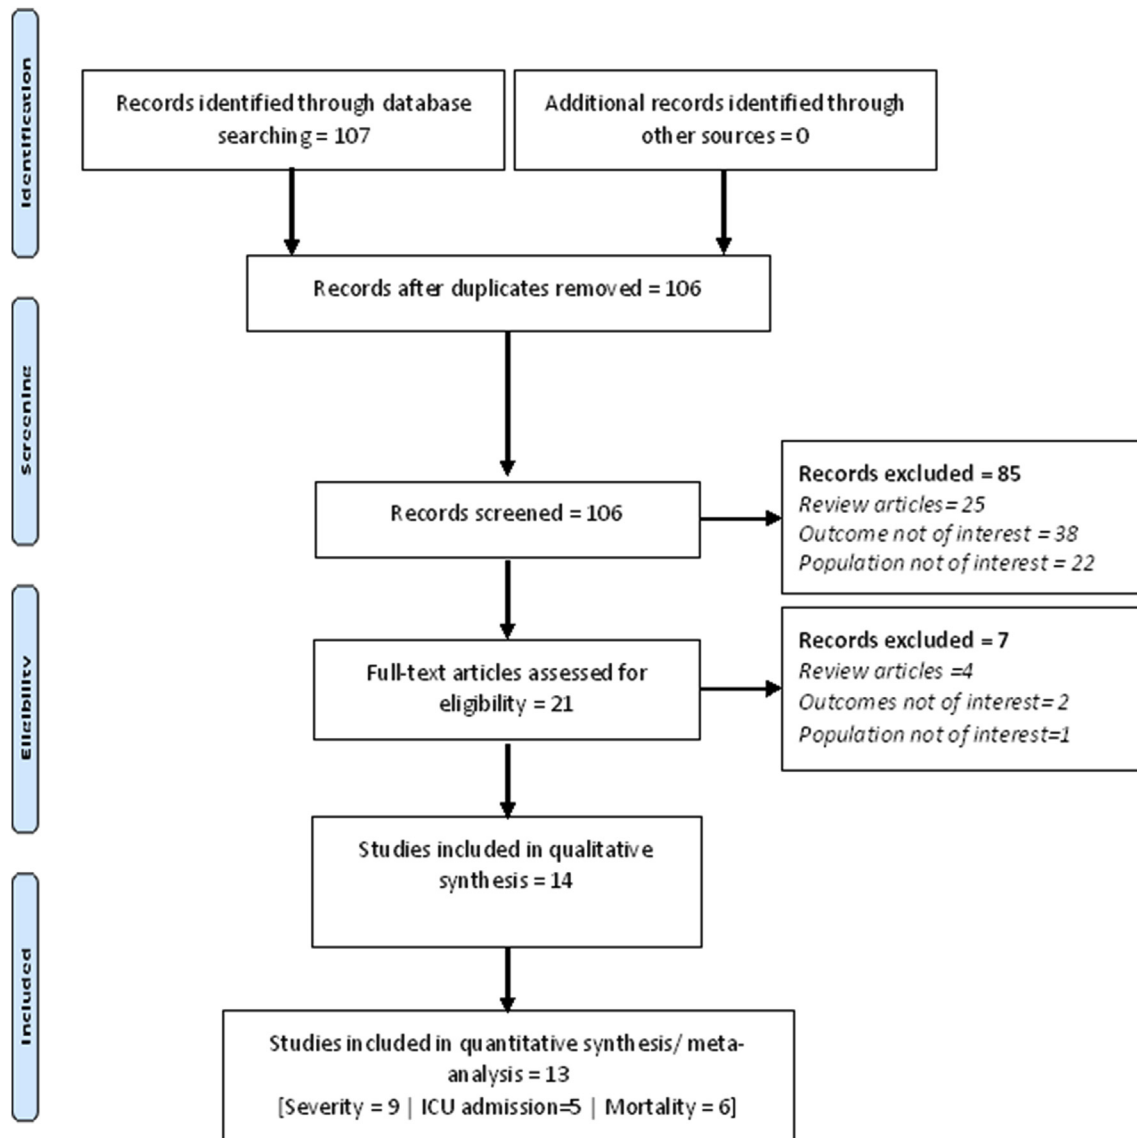 Identification
Records identified through database
searching = 107
Additional records identified through
other sources = 0
Records after duplicates removed = 106
Screening
Records screened = 106
Records excluded = 85
Review articles= 25
Outcome not of interest = 38
Population not of interest = 22
Eligibility
Full-text articles assessed for
eligibility = 21
Records excluded = 7
Review articles =4
Outcomes not of interest= 2
Population not of interest=1
Studies included in qualitative
synthesis = 14
Included
Studies included in quantitative synthesis/ meta-
analysis = 13
[Severity = 9 | ICU admission=5 | Mortality = 6]